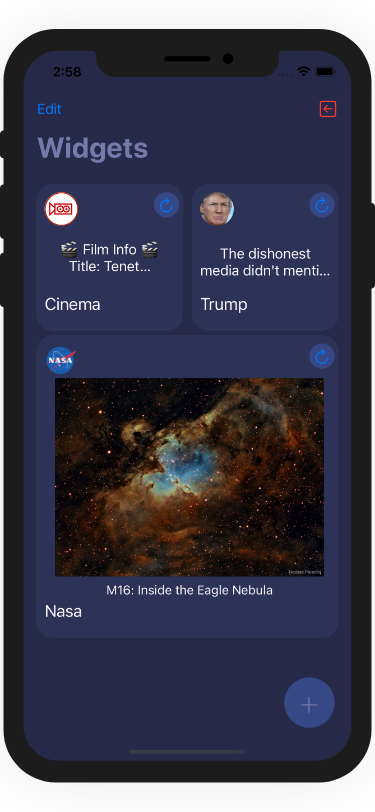 2:58
Edit
Widgets
🎬 Film Info 🎬
Title: Tenet...
Cinema
The dishonest
media didn't menti...
Trump
NASA
M16: Inside the Eagle Nebula
Nasa